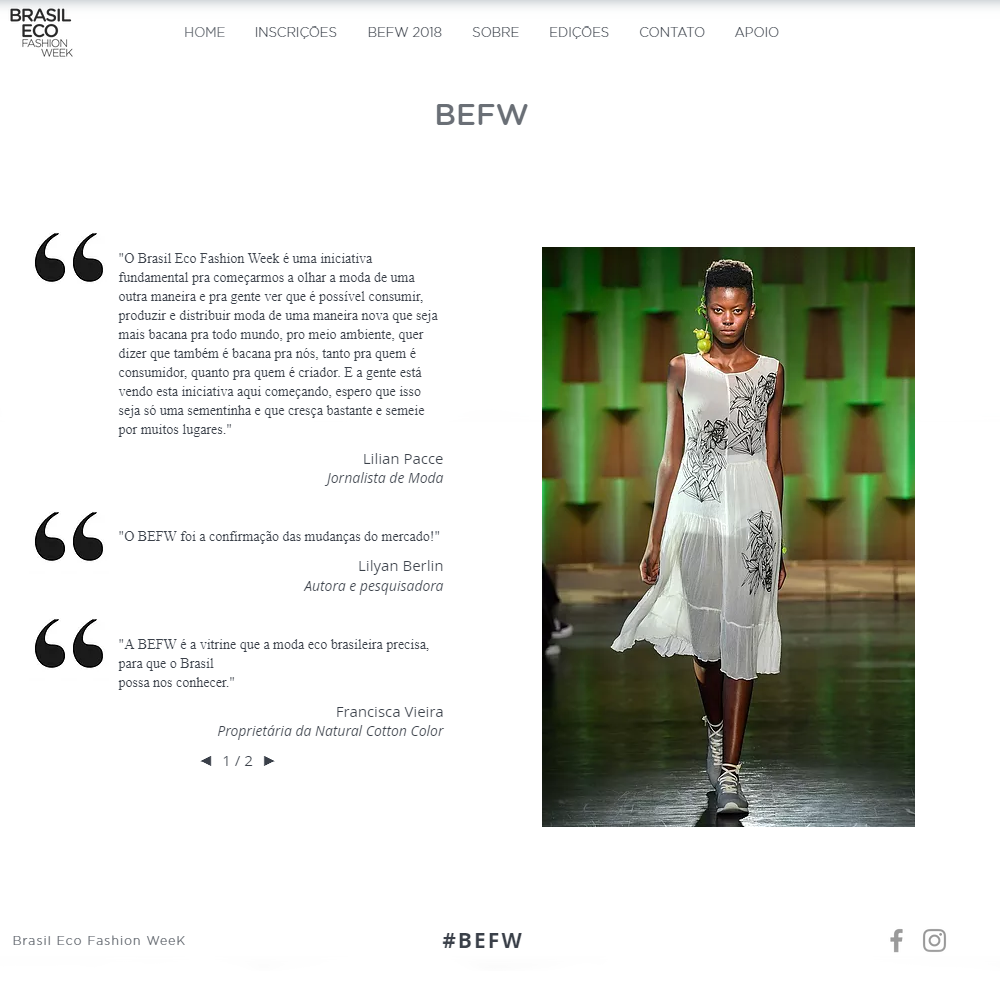 BRASIL
ECO
FASHION
WEEK
HOME INSCRIÇÕES BEFW 2018 SOBRE EDIÇÕES CONTATO APOIO
BEFW
"O Brasil Eco Fashion Week é uma iniciativa
fundamental pra começarmos a olhar a moda de uma
outra maneira e pra gente ver que é possível consumir,
produzir e distribuir moda de uma maneira nova que seja
mais bacana pra todo mundo, pro meio ambiente, quer
dizer que também é bacana pra nós, tanto pra quem é
consumidor, quanto pra quem é criador. E a gente está
vendo esta iniciativa aqui começando, espero que isso
seja só uma sementinha e que cresça bastante e semeie
por muitos lugares."
Lilian Pacce
Jornalista de Moda
"O BEFW foi a confirmação das mudanças do mercado!"
Lilyan Berlin
Autora e pesquisadora
"A BEFW é a vitrine que a moda eco brasileira precisa,
para que o Brasil
possa nos conhecer."
Francisca Vieira
Proprietária da Natural Cotton Color
◀ 1 / 2 ▶
Brasil Eco Fashion WeeK #BEFW